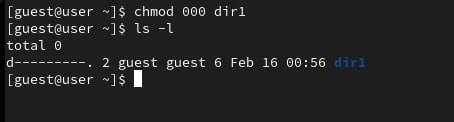 [guest@user ~]$ chmod 000 dir1
[guest@user ~]$ ls -l
total 0
d---------. 2 guest guest 6 Feb 16 00:56 dir1
[guest@user ~]$